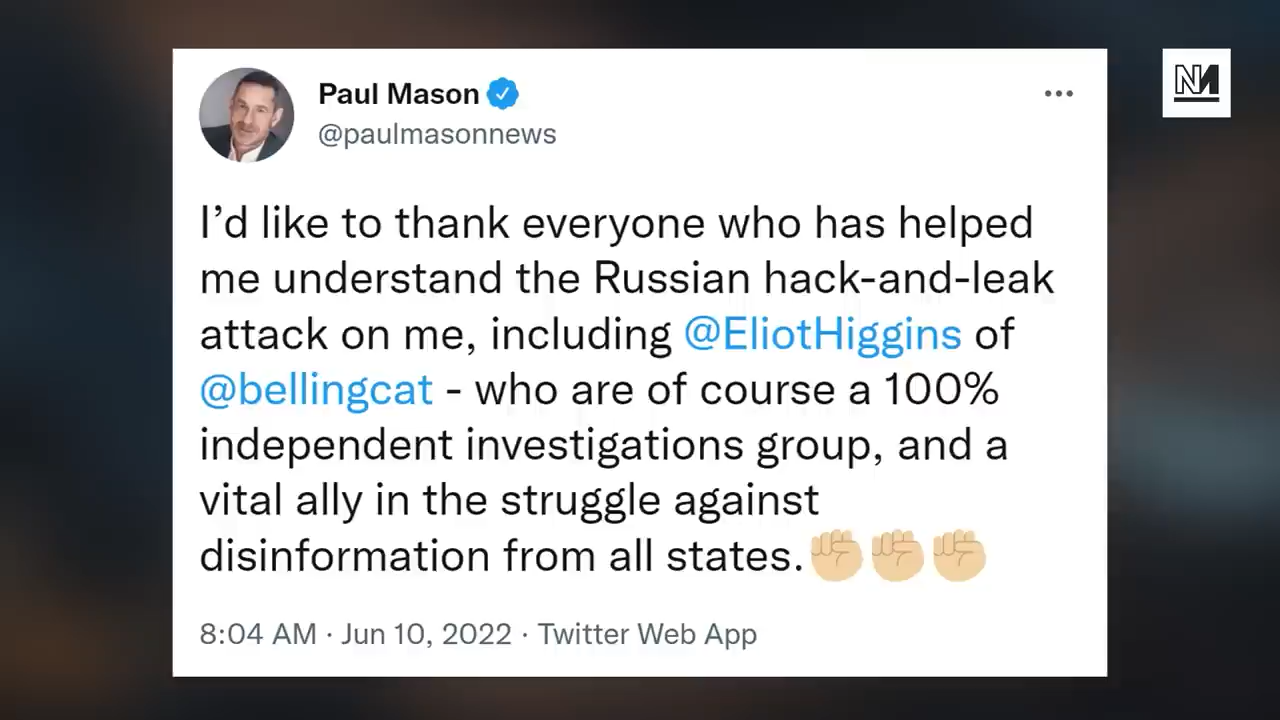 Paul Mason
@paulmasonnews
I’d like to thank everyone who has helped
me understand the Russian hack-and-leak
attack on me, including @EliotHiggins of
@bellingcat - who are of course a 100%
independent investigations group, and a
vital ally in the struggle against
disinformation from all states.✊🏼✊🏼✊🏼
8:04 AM · Jun 10, 2022 · Twitter Web App
NM